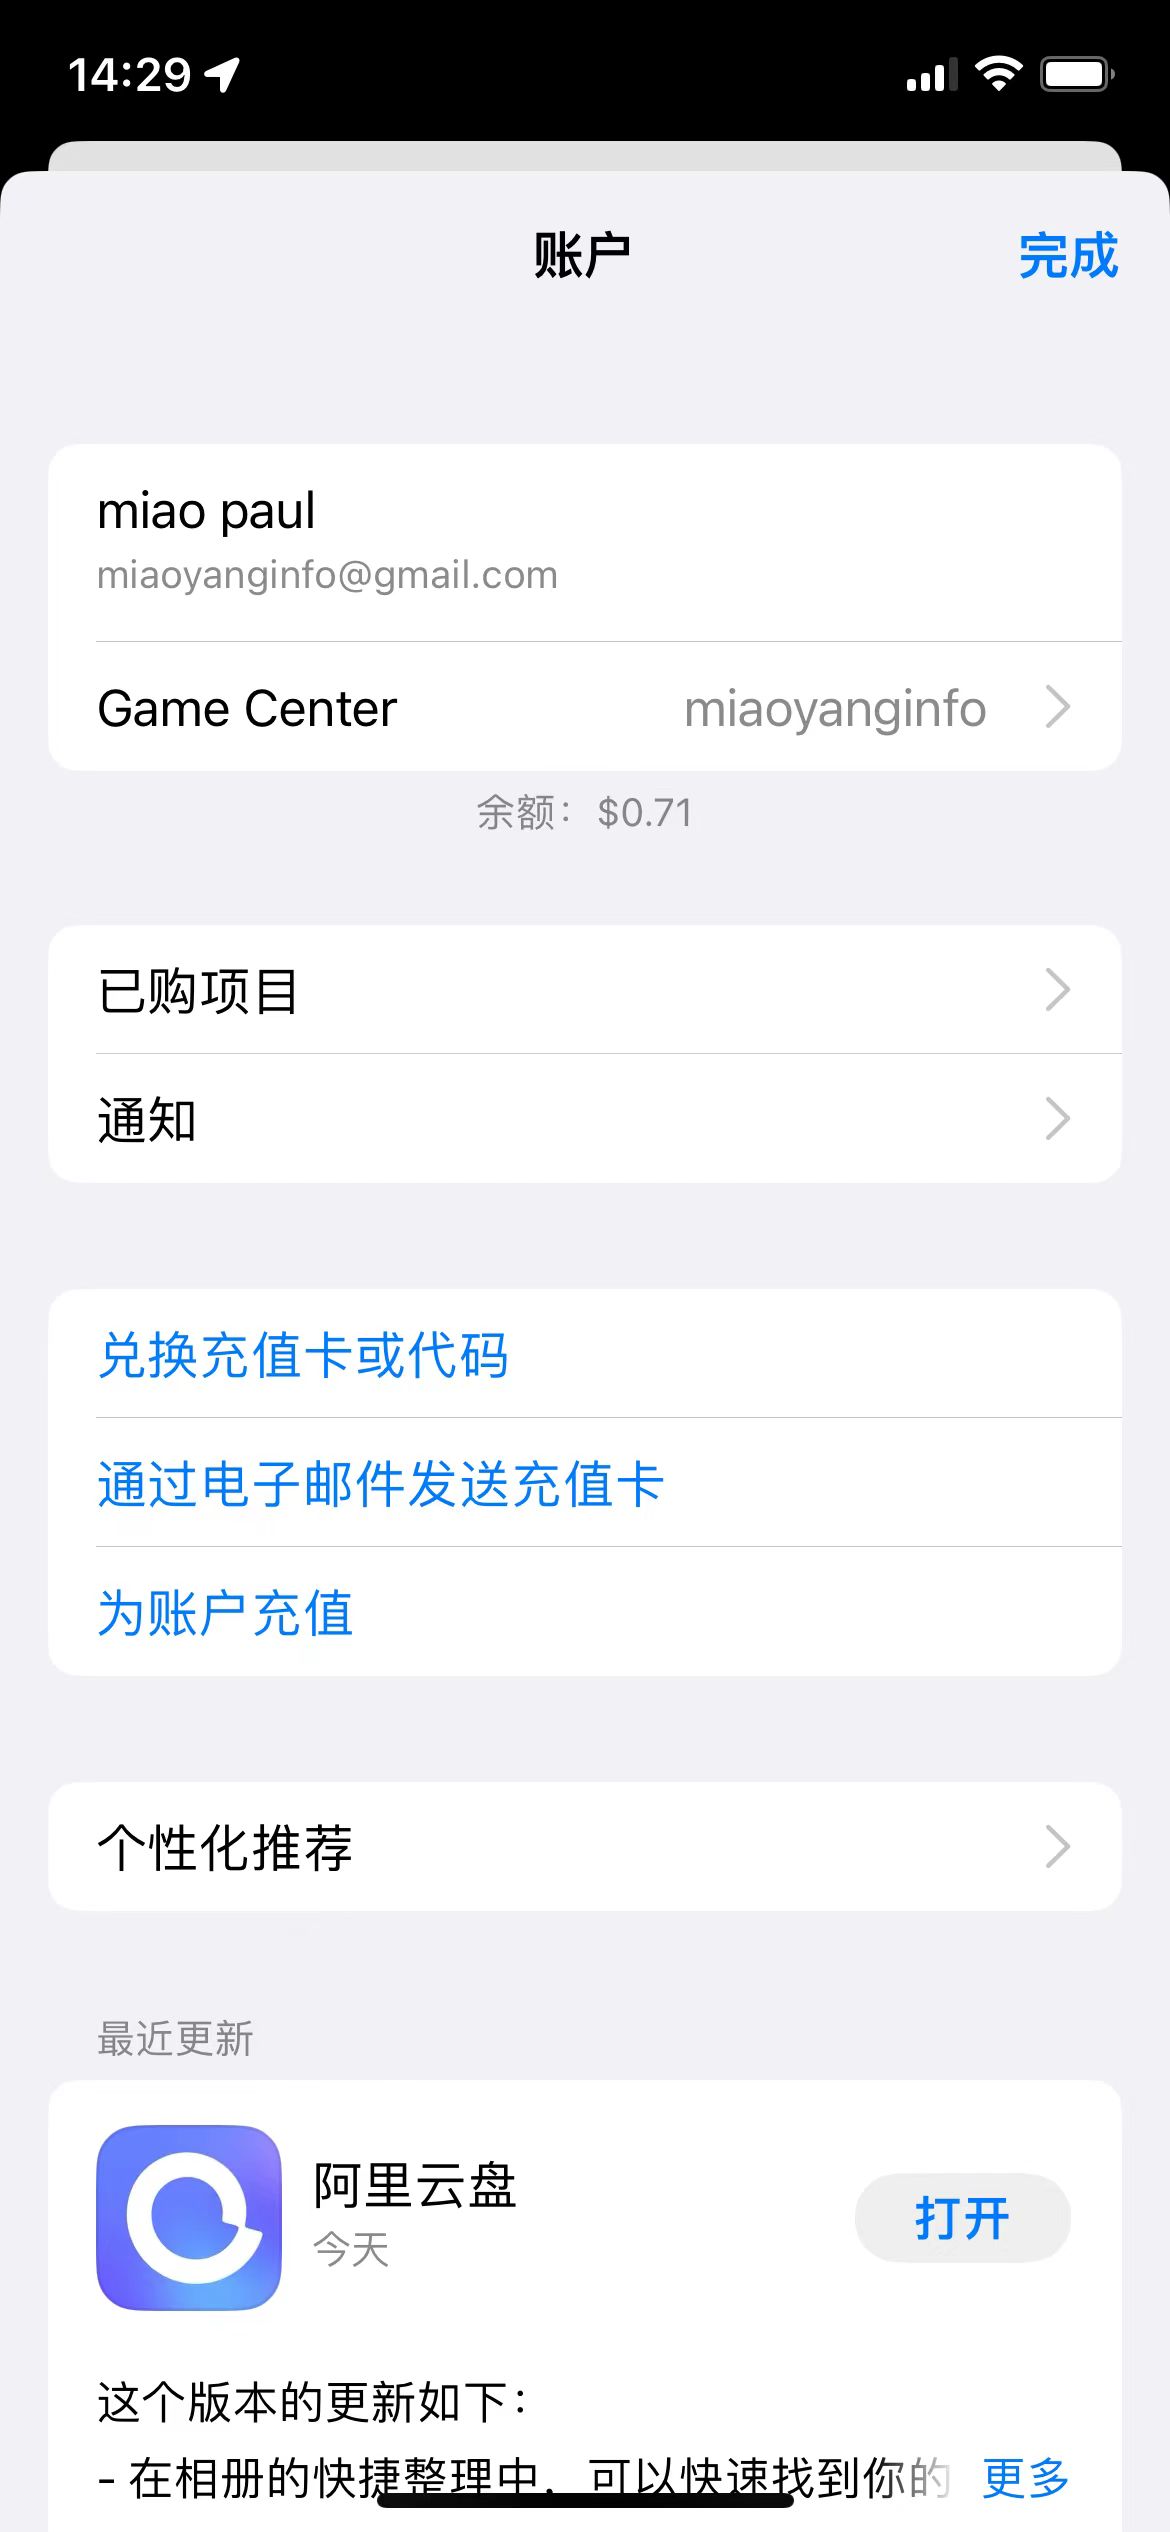 14:29
账户
完成
miao paul
miaoyanginfo@gmail.com
Game Center miaoyanginfo
余额：$0.71
已购项目
通知
兑换充值卡或代码
通过电子邮件发送充值卡
为账户充值
个性化推荐
最近更新
阿里云盘
今天
打开
这个版本的更新如下：
- 在相册的快捷整理中，可以快速找到你的 更多